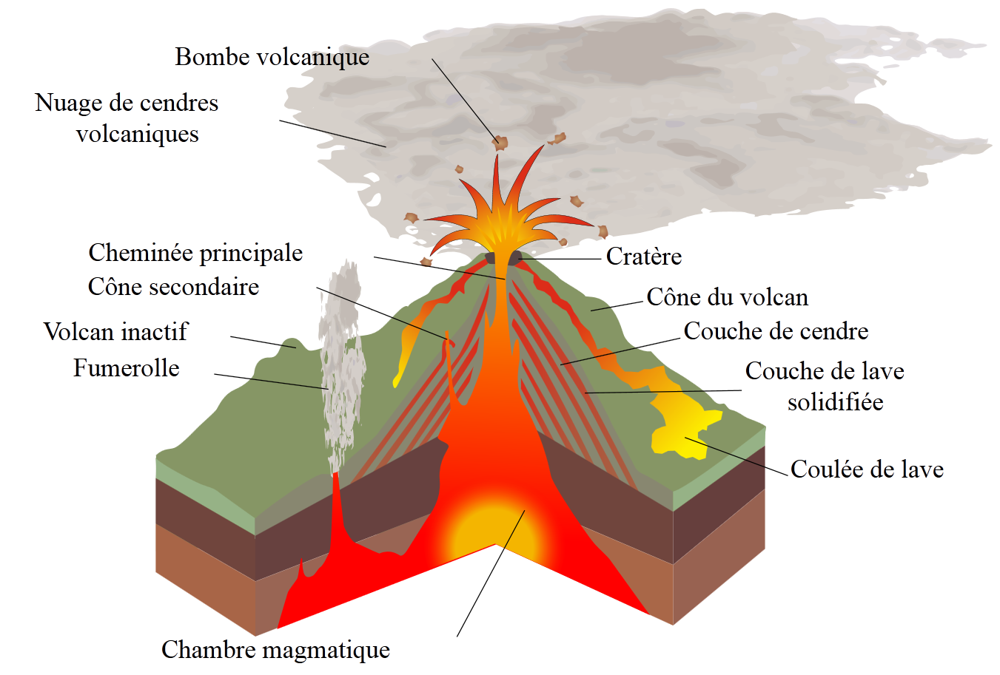 Bombe volcanique
Nuage de cendres
volcaniques
Cheminée principale
Cône secondaire
Volcan inactif
Fumerolle
Cratère
Cône du volcan
Couche de cendre
Couche de lave
solidifiée
Coulée de lave
Chambre magmatique